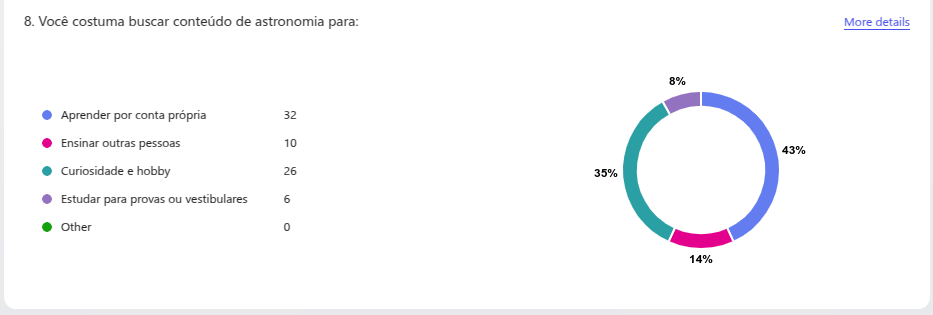 8. Você costuma buscar conteúdo de astronomia para:
More details
Aprender por conta própria 32
Ensinar outras pessoas 10
Curiosidade e hobby 26
Estudar para provas ou vestibulares 6
Other 0
8%
43%
35%
14%